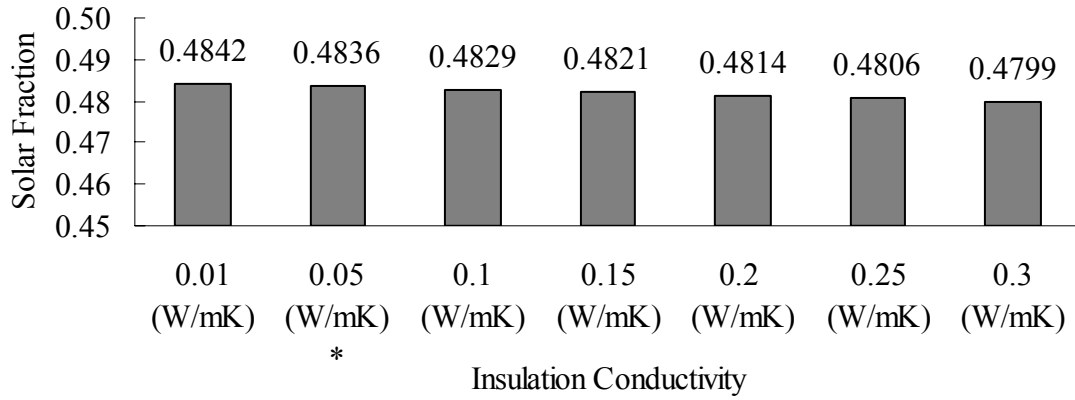 0.50
0.4842 0.4836 0.4829 0.4821 0.4814 0.4806 0.4799
0.49
0.48
0.47
0.46
0.45
Solar Fraction
0.01 0.05 0.1 0.15 0.2 0.25 0.3
(W/mK) (W/mK) (W/mK) (W/mK) (W/mK) (W/mK) (W/mK)
*
Insulation Conductivity